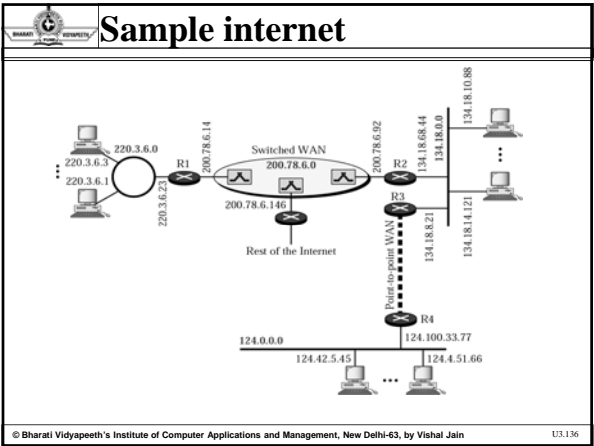 BHARATI VIDYAPEETH
PUNE
Sample internet
134.18.10.88
200.78.6.14
200.78.6.92
134.18.68.44
134.18.0.0
Switched WAN
200.78.6.0
220.3.6.0
220.3.6.3
220.3.6.1
R1
R2
220.3.6.23
200.78.6.146
R3
Rest of the Internet
134.18.8.21
134.18.14.121
Point-to-point WAN
R4
124.0.0.0
124.100.33.77
124.42.5.45
124.4.51.66
© Bharati Vidyapeeth's Institute of Computer Applications and Management, New Delhi-63, by Vishal Jain
U3.136